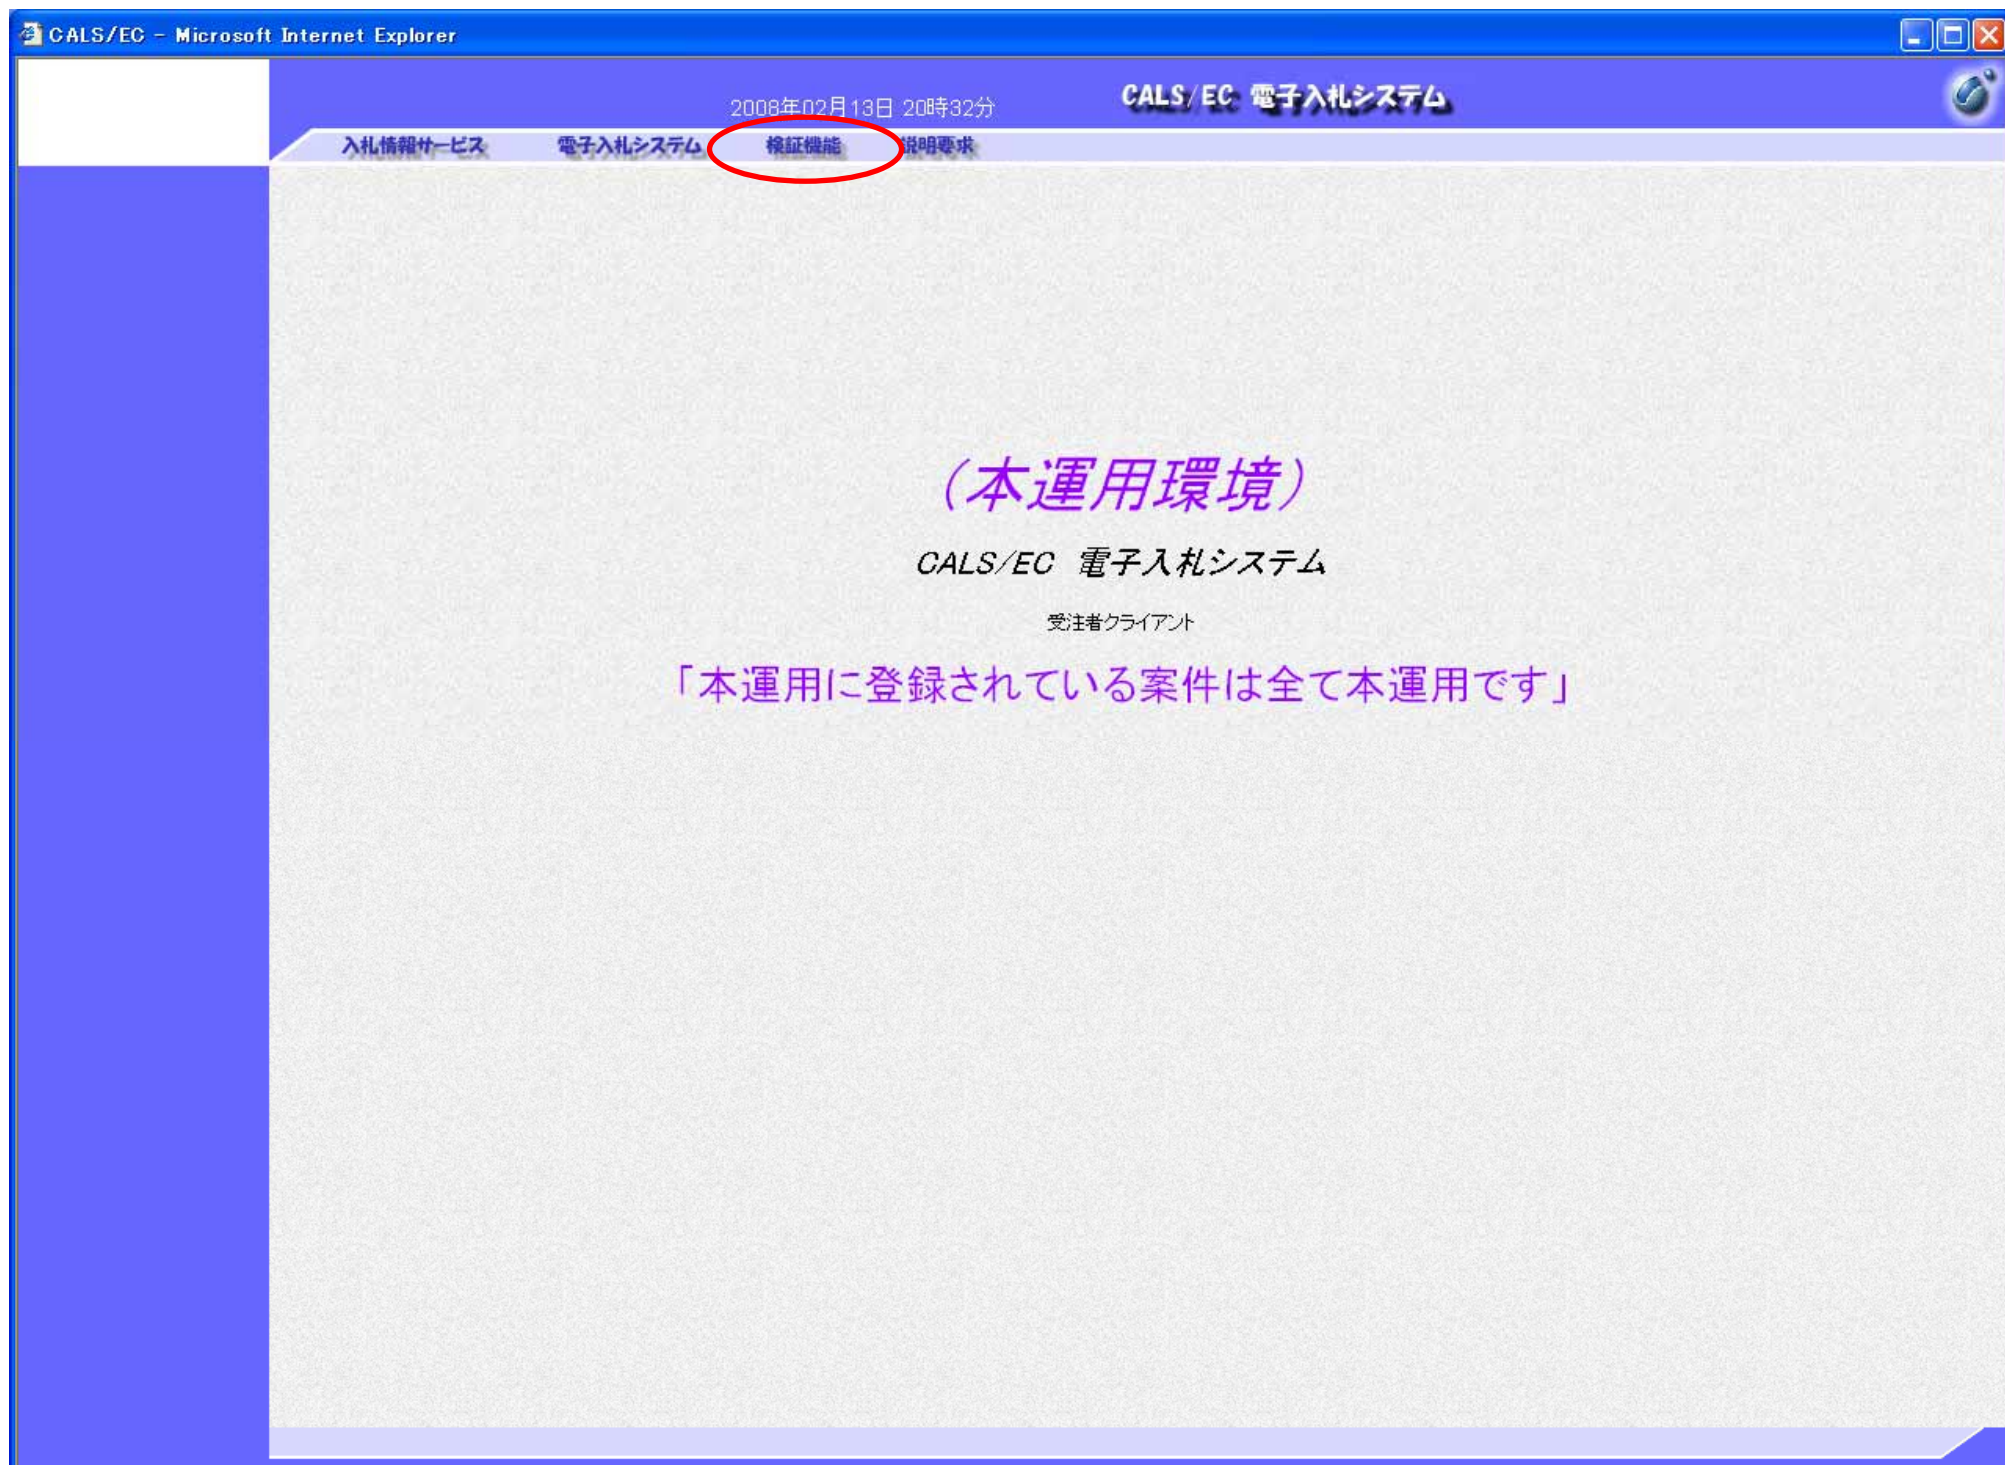 CALS/EC - Microsoft Internet Explorer
2008年02月13日 20時32分
CALS/EC 電子入札システム
入札情報サービス 電子入札システム 検証機能 説明要求
（本運用環境）
CALS/EC 電子入札システム
受注者クライアント
「本運用に登録されている案件は全て本運用です」